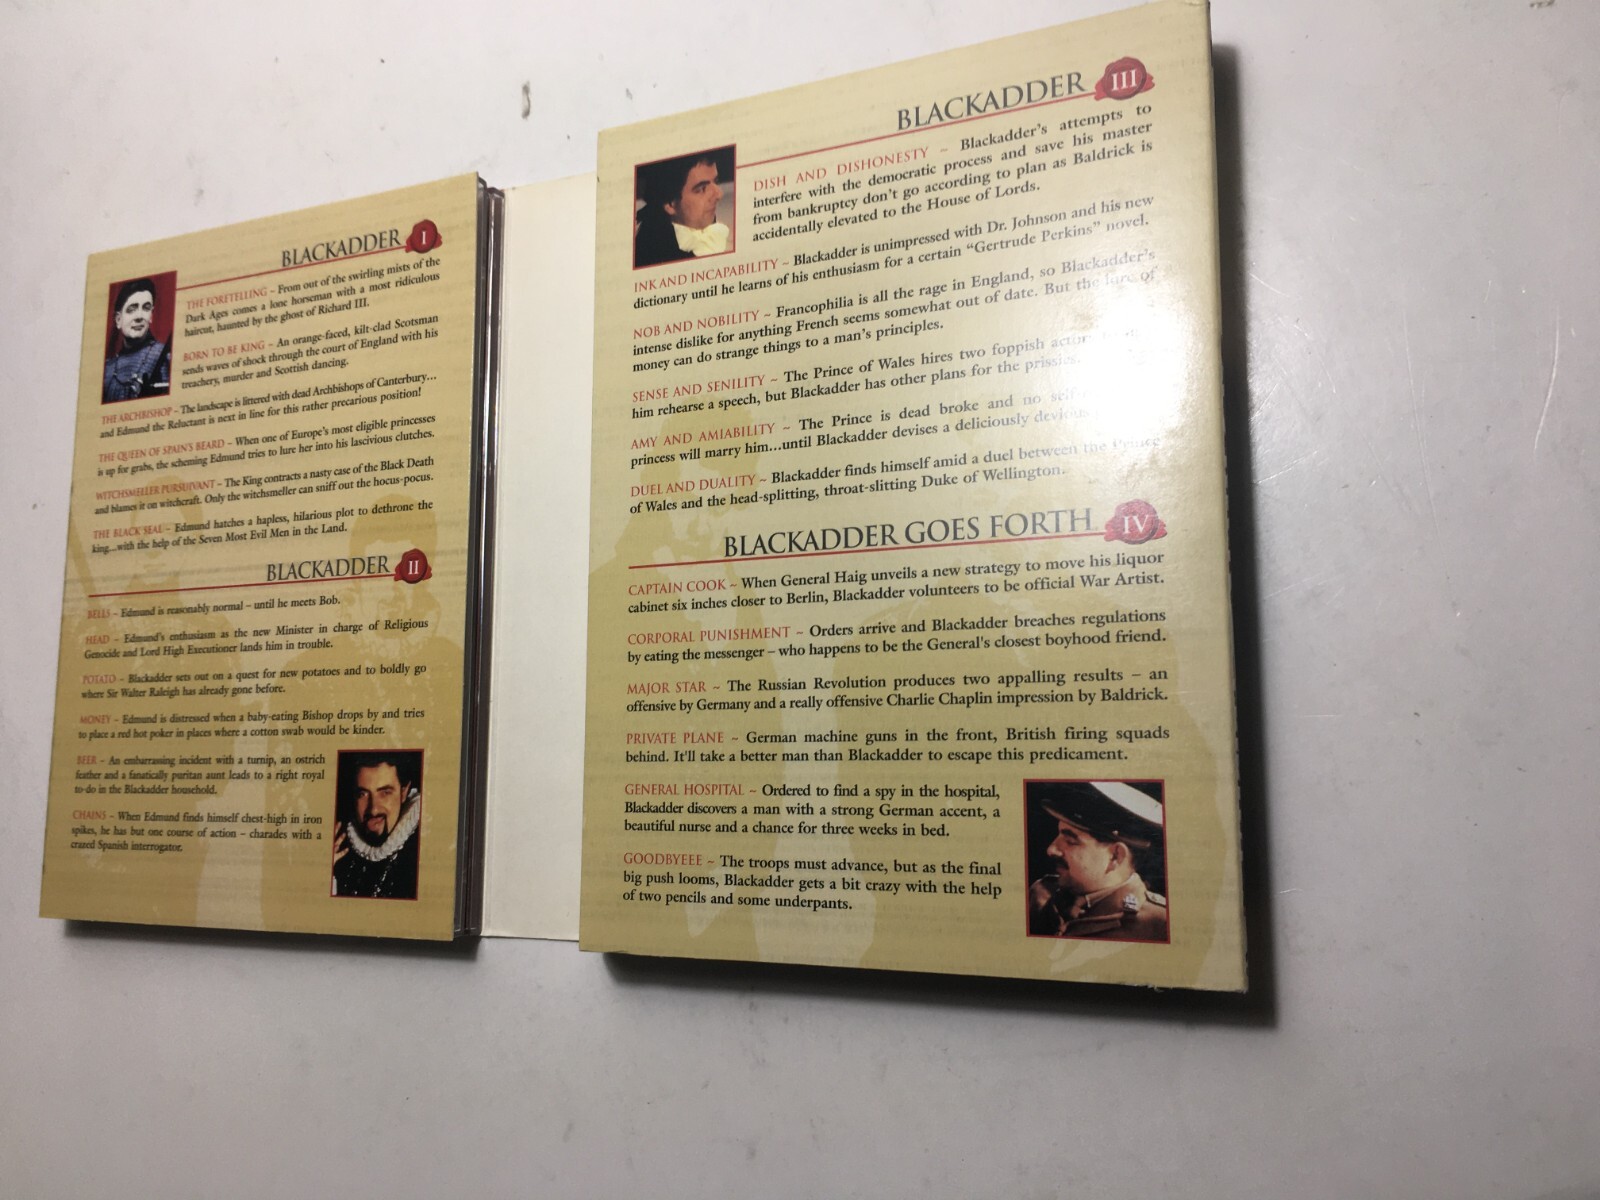 BLACKADDER I
THE FORETELLING ~ From out of the swirling mists of the
Dark Ages comes a lone horseman with a most ridiculous
haircut, haunted by the ghost of Richard III.
BORN TO BE KING ~ An orange-faced, kilt-clad Scotsman
sends waves of shock through the court of England with his
treachery, murder and Scottish dancing.
THE ARCHBISHOP ~ The landscape is littered with dead Archbishops of Canterbury...
and Edmund the Reluctant is next in line for this rather precarious position!
THE QUEEN OF SPAIN'S BEARD ~ When one of Europe's most eligible princesses
is up for grabs, the scheming Edmund tries to lure her into his lascivious clutches.
WITCHSMELLER PURSUIVANT ~ The King contracts a nasty case of the Black Death
and blames it on witchcraft. Only the witchsmeller can sniff out the hocus-pocus.
THE BLACK SEAL ~ Edmund hatches a hapless, hilarious plot to dethrone the
king...with the help of the Seven Most Evil Men in the Land.
BLACKADDER II
BELLS ~ Edmund is reasonably normal – until he meets Bob.
HEAD ~ Edmund's enthusiasm as the new Minister in charge of Religious
Genocide and Lord High Executioner lands him in trouble.
POTATO ~ Blackadder sets out on a quest for new potatoes and to boldly go
where Sir Walter Raleigh has already gone before.
MONEY ~ Edmund is distressed when a baby-eating Bishop drops by and tries
to place a red hot poker in places where a cotton swab would be kinder.
BEER ~ An embarrassing incident with a turnip, an ostrich
feather and a fanatically puritan aunt leads to a right royal
to-do in the Blackadder household.
CHAINS ~ When Edmund finds himself chest-high in iron
spikes, he has but one course of action – charades with a
crazed Spanish interrogator.
BLACKADDER III
DISH AND DISHONESTY ~ Blackadder's attempts to
interfere with the democratic process and save his master
from bankruptcy don't go according to plan as Baldrick is
accidentally elevated to the House of Lords.
INK AND INCAPABILITY ~ Blackadder is unimpressed with Dr. Johnson and his new
dictionary until he learns of his enthusiasm for a certain "Gertrude Perkins" novel.
NOB AND NOBILITY ~ Francophilia is all the rage in England, so Blackadder's
intense dislike for anything French seems somewhat out of date. But the lure of
money can do strange things to a man's principles.
SENSE AND SENILITY ~ The Prince of Wales hires two foppish
him rehearse a speech, but Blackadder has other plans for the prissies.
AMY AND AMIABILITY ~ The Prince is dead broke and no
princess will marry him...until Blackadder devises a deliciously
DUEL AND DUALITY ~ Blackadder finds himself amid a duel between the Prince
of Wales and the head-splitting, throat-slitting Duke of Wellington.
BLACKADDER GOES FORTH IV
CAPTAIN COOK ~ When General Haig unveils a new strategy to move his liquor
cabinet six inches closer to Berlin, Blackadder volunteers to be official War Artist.
CORPORAL PUNISHMENT ~ Orders arrive and Blackadder breaches regulations
by eating the messenger – who happens to be the General's closest boyhood friend.
MAJOR STAR ~ The Russian Revolution produces two appalling results – an
offensive by Germany and a really offensive Charlie Chaplin impression by Baldrick.
PRIVATE PLANE ~ German machine guns in the front, British firing squads
behind. It'll take a better man than Blackadder to escape this predicament.
GENERAL HOSPITAL ~ Ordered to find a spy in the hospital,
Blackadder discovers a man with a strong German accent, a
beautiful nurse and a chance for three weeks in bed.
GOODBYEEE ~ The troops must advance, but as the final
big push looms, Blackadder gets a bit crazy with the help
of two pencils and some underpants.